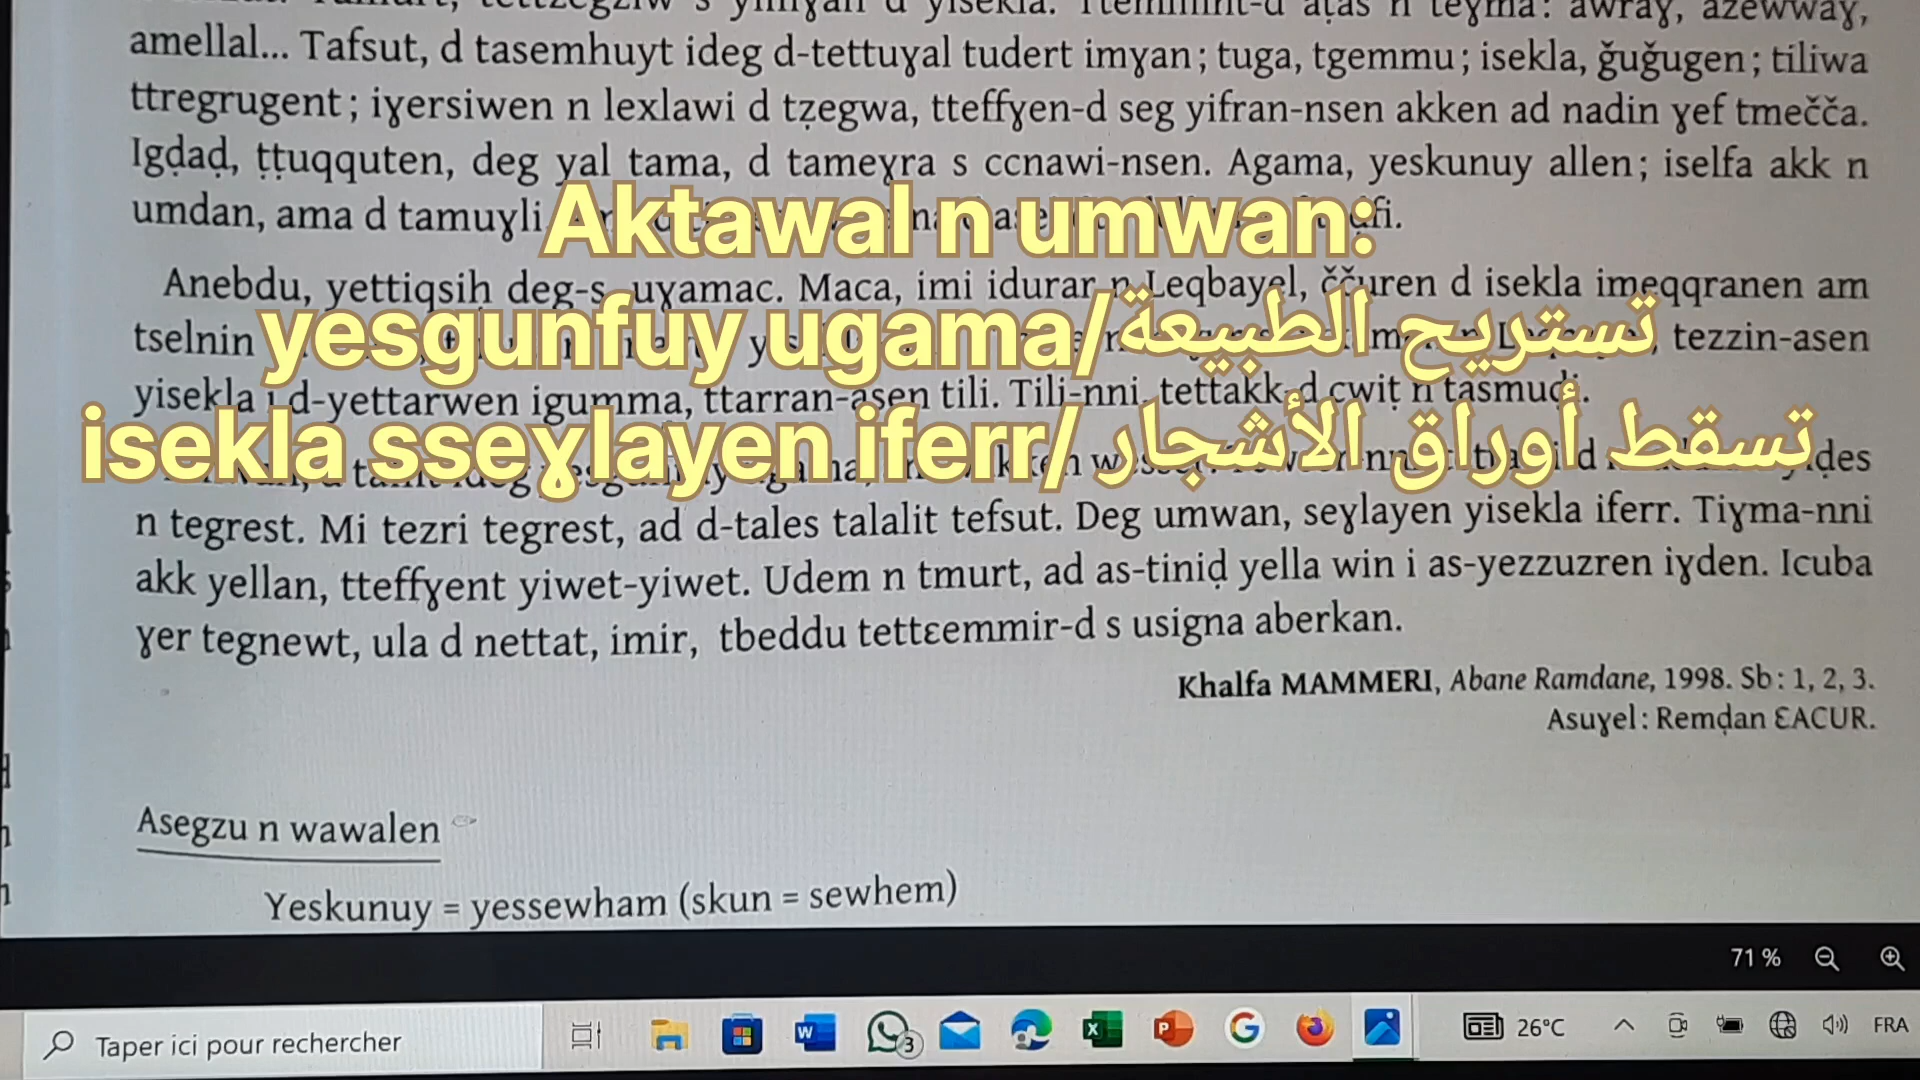 amellal... Tafsut, d tasemhuyt ideg d-tettuɣal tudert imɣan ; tuga, tgemmu ; isekla, ǧuǧugen ; tiliwa
ttregrugent ; iɣersiwen n lexlawi d tẓegwa, tteffɣen-d seg yifran-nsen akken ad nadin ɣef tmečča.
Igḍaḍ, ṭṭuqquten, deg yal tama, d tameɣra s ccnawi-nsen. Agama, yeskunuy allen ; iselfa akk n
umdan, ama d tamuɣli
Aktawal n umwan:
Anebdu, yettiqsiḥ deg-s uɣamac. Maca, imi idurar n Leqbayel, ččuren d isekla imeqqranen am
tselnin
yesgunfuy ugama/تستريح الطبيعة
tezzin-asen
yisekla i d-yettarwen igumma, ttarran-asen tili. Tili-nni, tettakk-d cwiṭ n tasmuḍi.
isekla sseɣlayen iferr/تسقط أوراق الأشجار
n tegrest. Mi tezri tegrest, ad d-tales talalit tefsut. Deg umwan, seɣlayen yisekla iferr. Tiɣma-nni
akk yellan, tteffɣent yiwet-yiwet. Udem n tmurt, ad as-tiniḍ yella win i as-yezzuzren iɣden. Icuba
ɣer tegnewt, ula d nettat, imir, tbeddu tettɛemmir-d s usigna aberkan.
Khalfa MAMMERI, Abane Ramdane, 1998. Sb : 1, 2, 3.
Asuɣel : Remḍan ƐACUR.
Asegzu n wawalen
Yeskunuy = yessewham (skun = sewhem)
71 %
Taper ici pour rechercher
3
26°C
FRA